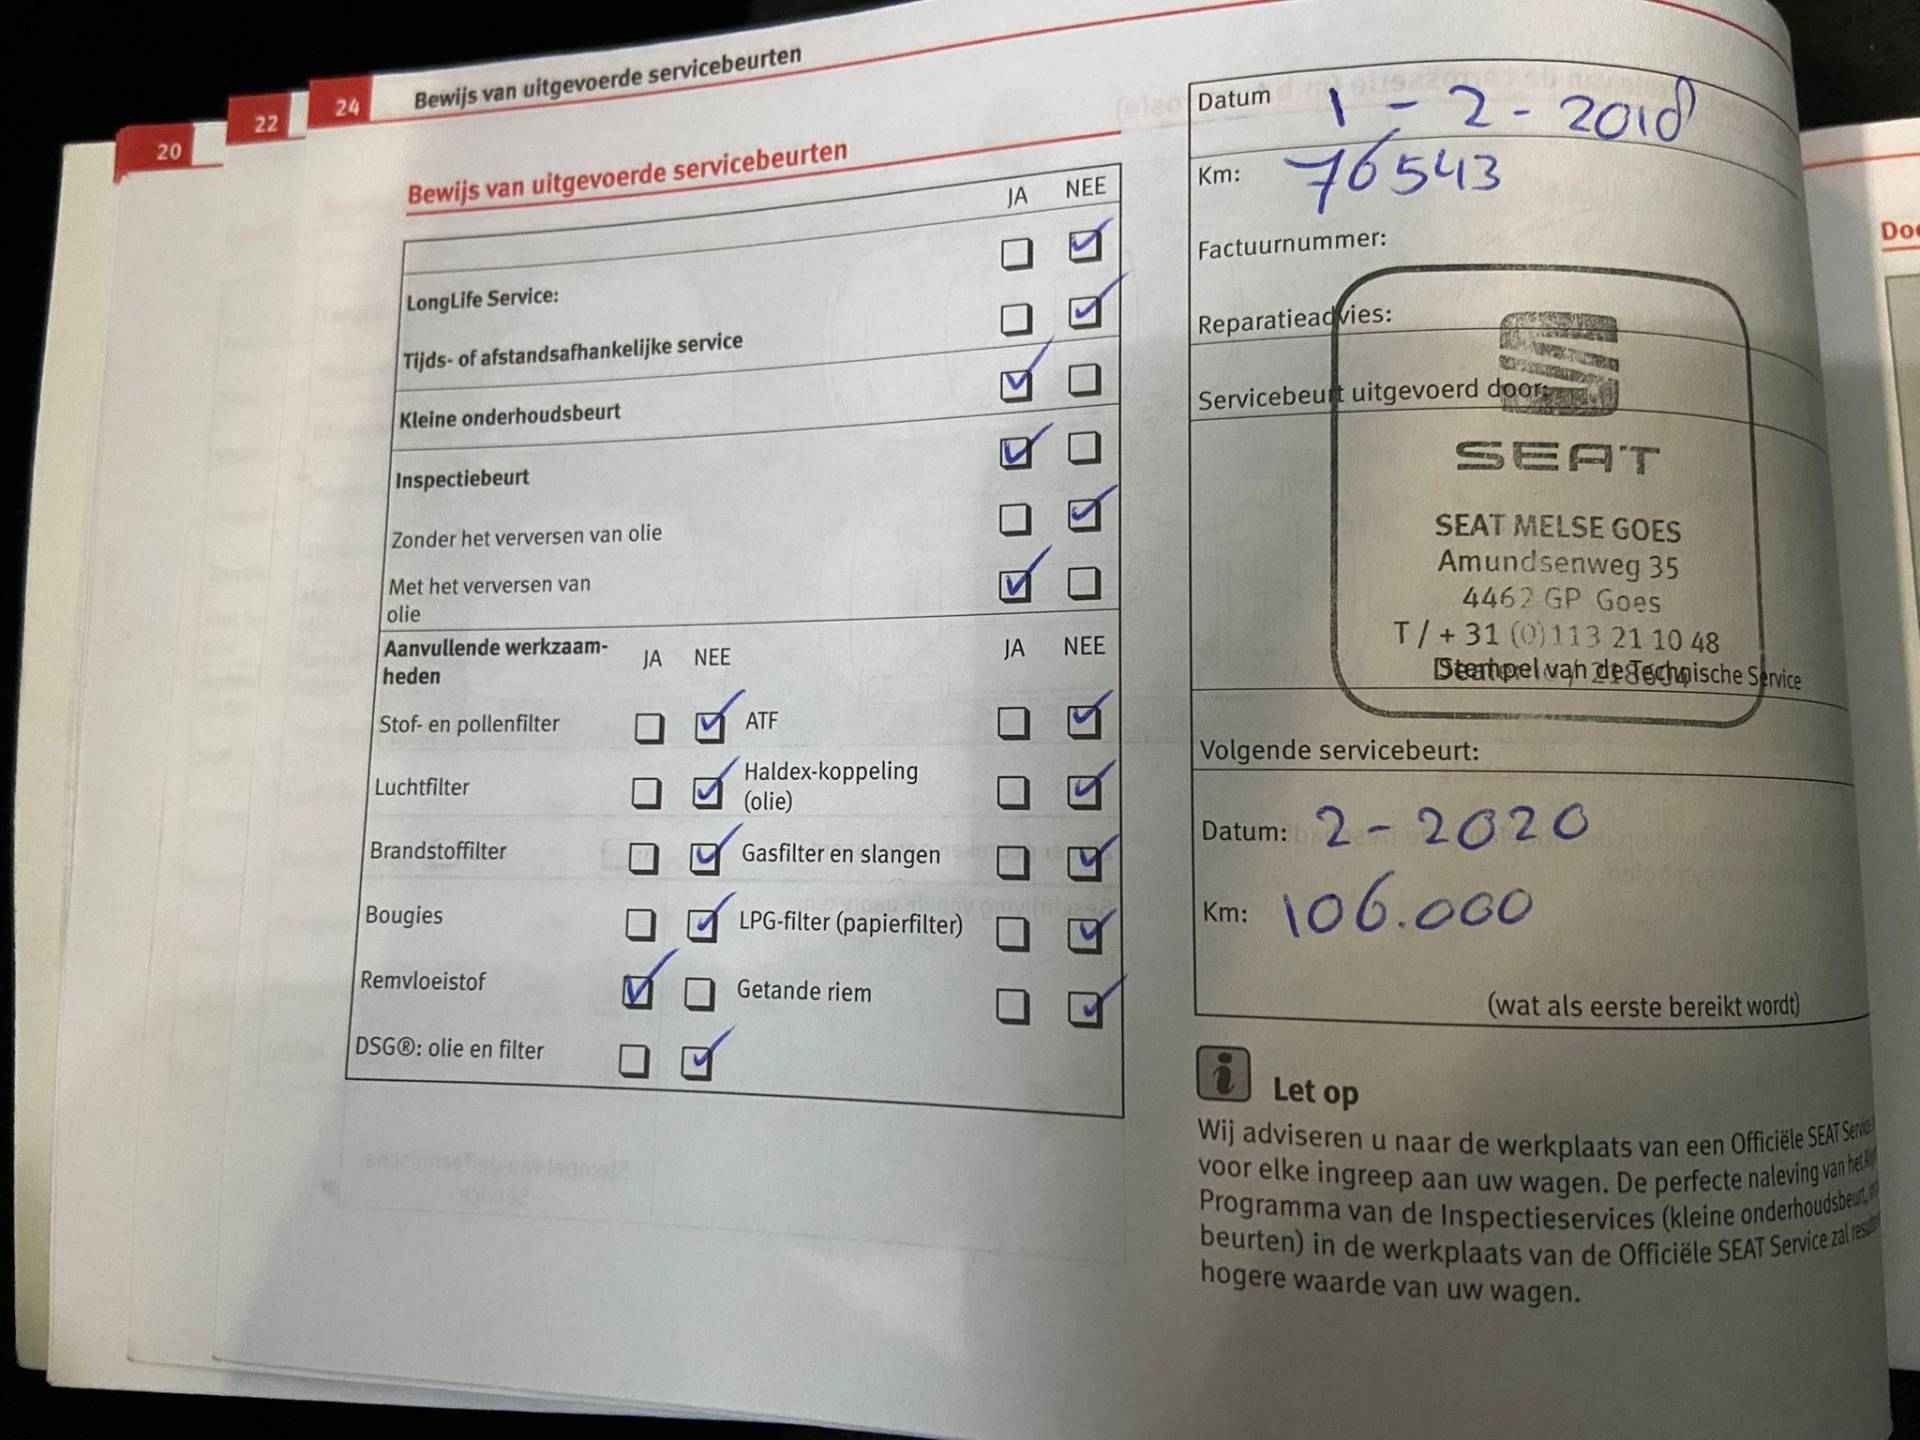 20
22
24
Bewijs van uitgevoerde servicebeurten
Bewijs van uitgevoerde servicebeurten
JA NEE
LongLife Service:
Tijds- of afstandsafhankelijke service
Kleine onderhoudsbeurt
Inspectiebeurt
Zonder het verversen van olie
Met het verversen van
olie
Aanvullende werkzaam-
heden
JA NEE JA NEE
Stof- en pollenfilter ATF
Luchtfilter Haldex-koppeling
(olie)
Brandstoffilter Gasfilter en slangen
Bougies LPG-filter (papierfilter)
Remvloeistof Getande riem
DSG®: olie en filter
Datum 1-2-2018
Km: 76543
Factuurnummer:
Reparatieadvies:
Servicebeurt uitgevoerd door:
SEAT
SEAT MELSE GOES
Amundsenweg 35
4462 GP Goes
T / + 31 (0)113 21 10 48
Stempel van de Technische Service
Volgende servicebeurt:
Datum: 2-2020
Km: 106.000
(wat als eerste bereikt wordt)
Let op
Wij adviseren u naar de werkplaats van een Officiële SEAT
voor elke ingreep aan uw wagen. De perfecte naleving van het
Programma van de Inspectieservices (kleine onderhoudsbeurt,
beurten) in de werkplaats van de Officiële SEAT Service zal
hogere waarde van uw wagen.